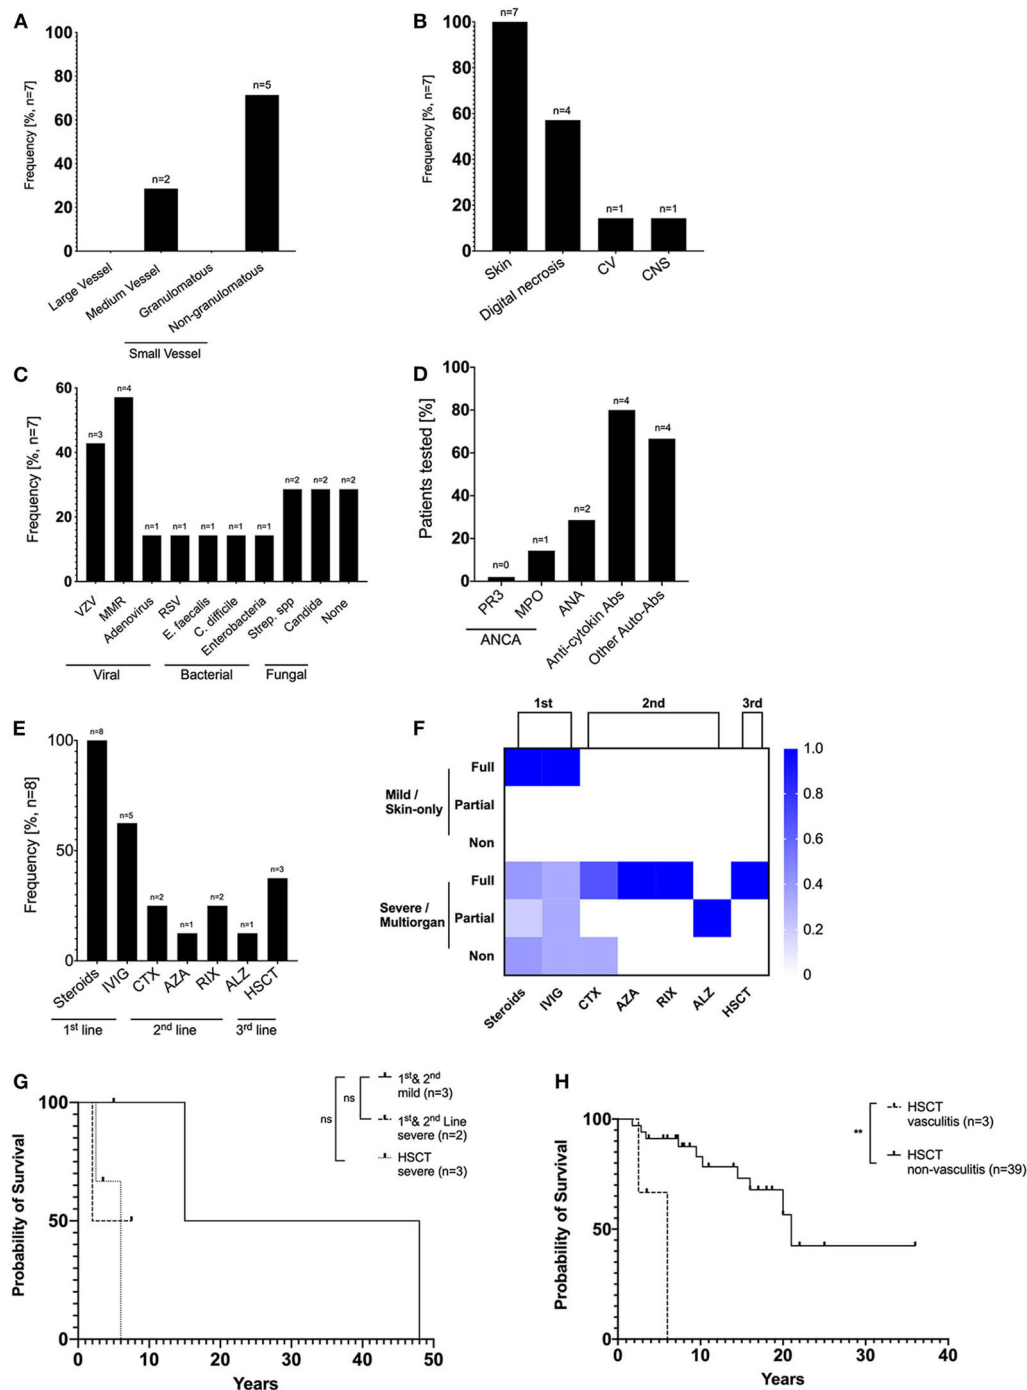 A
Frequency [%, n=7]
100
80
60
40
20
0
n=2
n=5
Large Vessel
Medium Vessel
Granulomatous
Non-granulomatous
Small Vessel
B
Frequency [%, n=7]
100
80
60
40
20
0
n=7
n=4
n=1
n=1
Skin
Digital necrosis
CV
CNS
C
Frequency [%, n=7]
60
40
20
0
n=3
n=4
n=1
n=1
n=1
n=1
n=1
n=2
n=2
n=2
VZV
MMR
Adenovirus
RSV
E. faecalis
C. difficile
Enterobacteria
Strep. spp
Candida
None
Viral
Bacterial
Fungal
D
Patients tested [%]
100
80
60
40
20
0
n=0
n=1
n=2
n=4
n=4
PR3
MPO
ANA
Anti-cytokin Abs
Other Auto-Abs
ANCA
E
Frequency [%, n=8]
100
50
0
n=8
n=5
n=2
n=1
n=2
n=1
n=3
Steroids
IVIG
CTX
AZA
RIX
ALZ
HSCT
1st line
2nd line
3rd line
F
1st
2nd
3rd
Mild /
Skin-only
Full
Partial
Non
Severe /
Multiorgan
Full
Partial
Non
Steroids
IVIG
CTX
AZA
RIX
ALZ
HSCT
1.0
0.8
0.6
0.4
0.2
0
G
Probability of Survival
100
50
0
0
10
20
30
40
50
Years
ns
ns
1st& 2nd
mild (n=3)
1st& 2nd Line
severe (n=2)
HSCT
severe (n=3)
H
Probability of Survival
100
50
0
0
10
20
30
40
Years
**
HSCT
vasculitis (n=3)
HSCT
non-vasculitis (n=39)